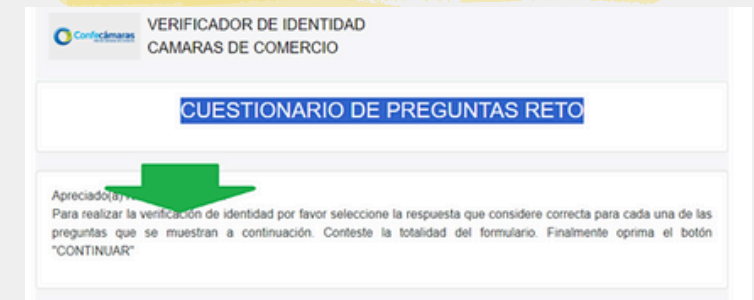 Confecámaras
VERIFICADOR DE IDENTIDAD
CAMARAS DE COMERCIO
CUESTIONARIO DE PREGUNTAS RETO
Apreciado(a)
Para realizar la verificación de identidad por favor seleccione la respuesta que considere correcta para cada una de las
preguntas que se muestran a continuación. Conteste la totalidad del formulario. Finalmente oprima el botón
"CONTINUAR"